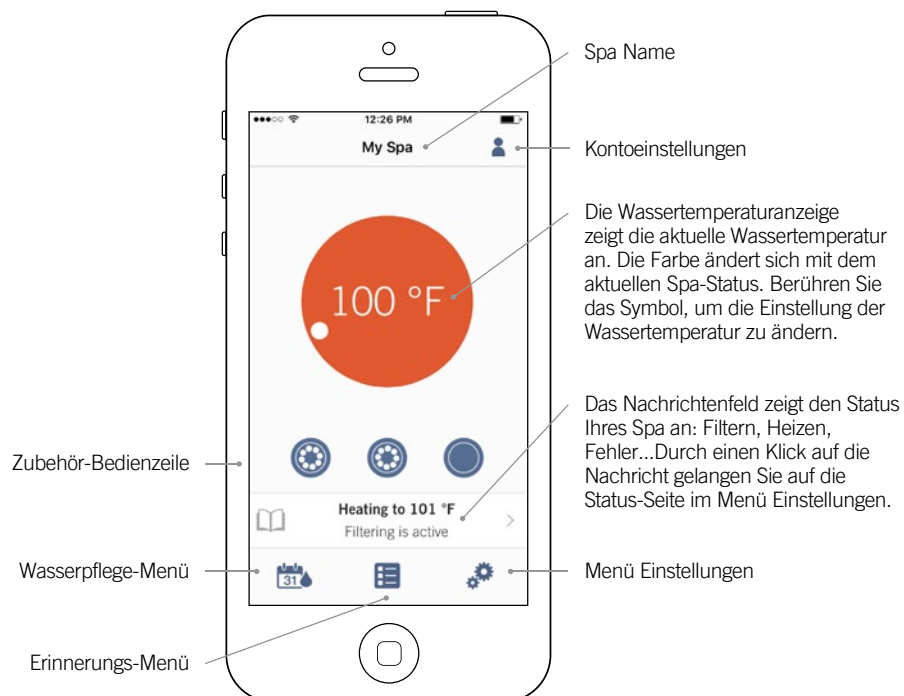 Spa Name
12:26 PM
My Spa
Kontoeinstellungen
Die Wassertemperaturanzeige
zeigt die aktuelle Wassertemperatur
an. Die Farbe ändert sich mit dem
aktuellen Spa-Status. Berühren Sie
das Symbol, um die Einstellung der
Wassertemperatur zu ändern.
100 °F
Das Nachrichtenfeld zeigt den Status
Ihres Spa an: Filtern, Heizen,
Fehler...Durch einen Klick auf die
Nachricht gelangen Sie auf die
Status-Seite im Menü Einstellungen.
Zubehör-Bedienzeile
Heating to 101 °F
Filtering is active
Wasserpflege-Menü
31
Menü Einstellungen
Erinnerungs-Menü